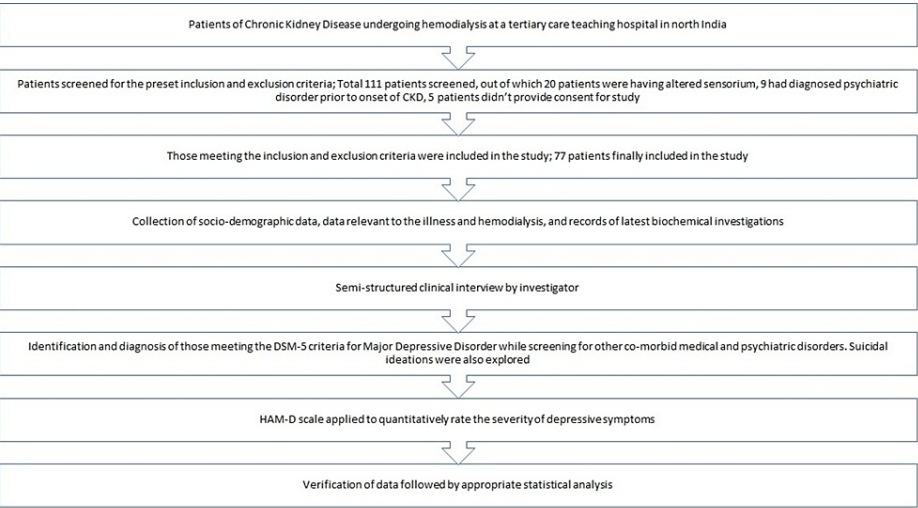 Patients of Chronic Kidney Disease undergoing hemodialysis at a tertiary care teaching hospital in north India
Patients screened for the preset inclusion and exclusion criteria; Total 111 patients screened, out of which 20 patients were having altered sensorium, 9 had diagnosed psychiatric
disorder prior to onset of CKD, 5 patients didn't provide consent for study
Those meeting the inclusion and exclusion criteria were included in the study; 77 patients finally included in the study
Collection of socio-demographic data, data relevant to the illness and hemodialysis, and records of latest biochemical investigations
Semi-structured clinical interview by investigator
Identification and diagnosis of those meeting the DSM-5 criteria for Major Depressive Disorder while screening for other co-morbid medical and psychiatric disorders. Suicidal
ideations were also explored
HAM-D scale applied to quantitatively rate the severity of depressive symptoms
Verification of data followed by appropriate statistical analysis